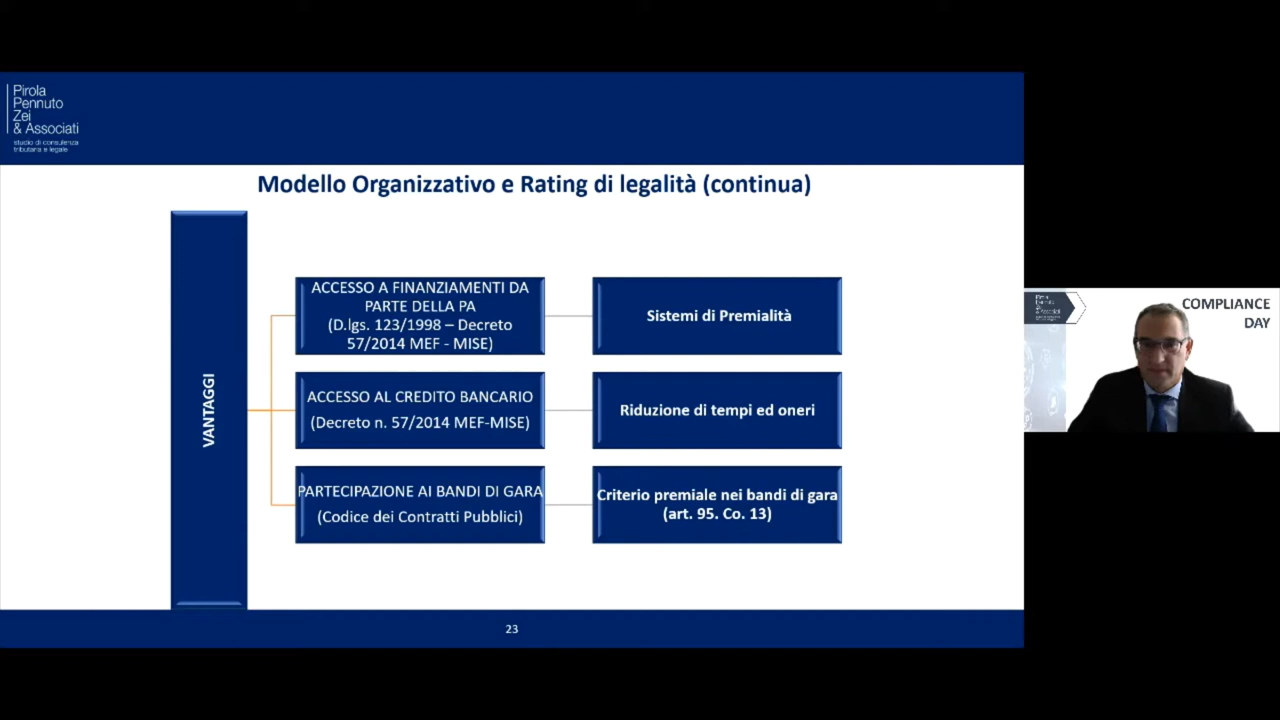 Pirola
Pennuto
Zei
& Associati
studio di consulenza
tributaria e legale
Modello Organizzativo e Rating di legalità (continua)
VANTAGGI
ACCESSO A FINANZIAMENTI DA
PARTE DELLA PA
(D.lgs. 123/1998 – Decreto
57/2014 MEF - MISE)
Sistemi di Premialità
ACCESSO AL CREDITO BANCARIO
(Decreto n. 57/2014 MEF-MISE)
Riduzione di tempi ed oneri
PARTECIPAZIONE AI BANDI DI GARA
(Codice dei Contratti Pubblici)
Criterio premiale nei bandi di gara
(art. 95. Co. 13)
23
COMPLIANCE
DAY